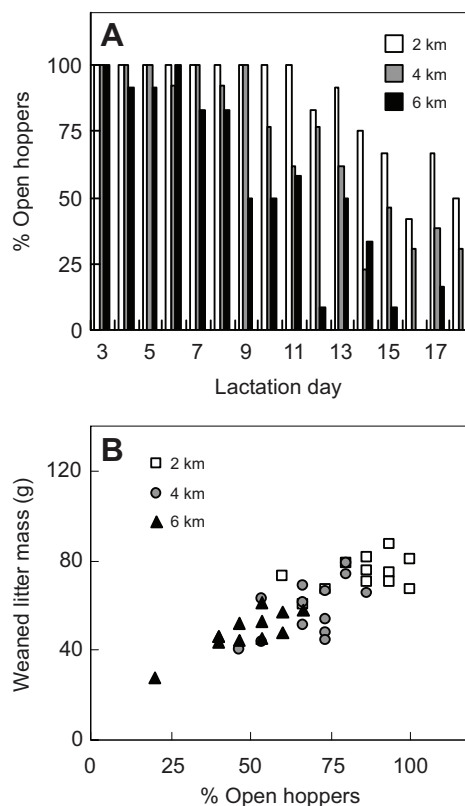 A
2 km
4 km
6 km
% Open hoppers
100
75
50
25
0
3 5 7 9 11 13 15 17
Lactation day
B
2 km
4 km
6 km
Weaned litter mass (g)
120
80
40
0
0 25 50 75 100
% Open hoppers